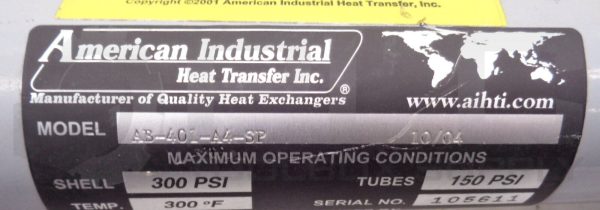 Copyright ©2001 American Industrial Heat Transfer, Inc.
American Industrial
Heat Transfer Inc.®
Manufacturer of Quality Heat Exchangers
www.aihti.com
MODEL AB-401-A4-SP 10/04
MAXIMUM OPERATING CONDITIONS
SHELL 300 PSI TUBES 150 PSI
TEMP. 300 °F SERIAL NO. 105611